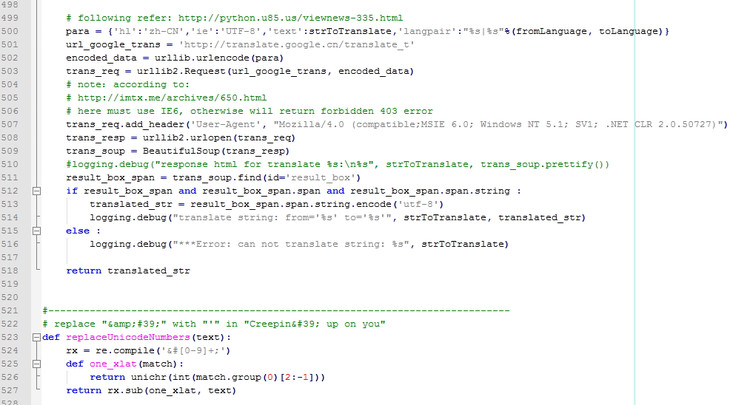 498
499 # following refer: http://python.u85.us/viewnews-335.html
500 para = {'hl':'zh-CN','ie':'UTF-8','text':strToTranslate,'langpair':"%s|%s"%(fromLanguage, toLanguage)}
501 url_google_trans = 'http://translate.google.cn/translate_t'
502 encoded_data = urllib.urlencode(para)
503 trans_req = urllib2.Request(url_google_trans, encoded_data)
504 # note: according to:
505 # http://imtx.me/archives/650.html
506 # here must use IE6, otherwise will return forbidden 403 error
507 trans_req.add_header('User-Agent', "Mozilla/4.0 (compatible;MSIE 6.0; Windows NT 5.1; SV1; .NET CLR 2.0.50727)")
508 trans_resp = urllib2.urlopen(trans_req)
509 trans_soup = BeautifulSoup(trans_resp)
510 #logging.debug("response html for translate %s:\n%s", strToTranslate, trans_soup.prettify())
511 result_box_span = trans_soup.find(id='result_box')
512 if result_box_span and result_box_span.span and result_box_span.span.string :
513 translated_str = result_box_span.span.string.encode('utf-8')
514 logging.debug("translate string: from='%s' to='%s'", strToTranslate, translated_str)
515 else :
516 logging.debug("***Error: can not translate string: %s", strToTranslate)
517
518 return translated_str
519
520
521 #------------------------------------------------------------------------------
522 # replace "&amp;#39;" with "'" in "Creepin&#39; up on you"
523 def replaceUnicodeNumbers(text):
524 rx = re.compile('&#[0-9]+;')
525 def one_xlat(match):
526 return unichr(int(match.group(0)[2:-1]))
527 return rx.sub(one_xlat, text)
528